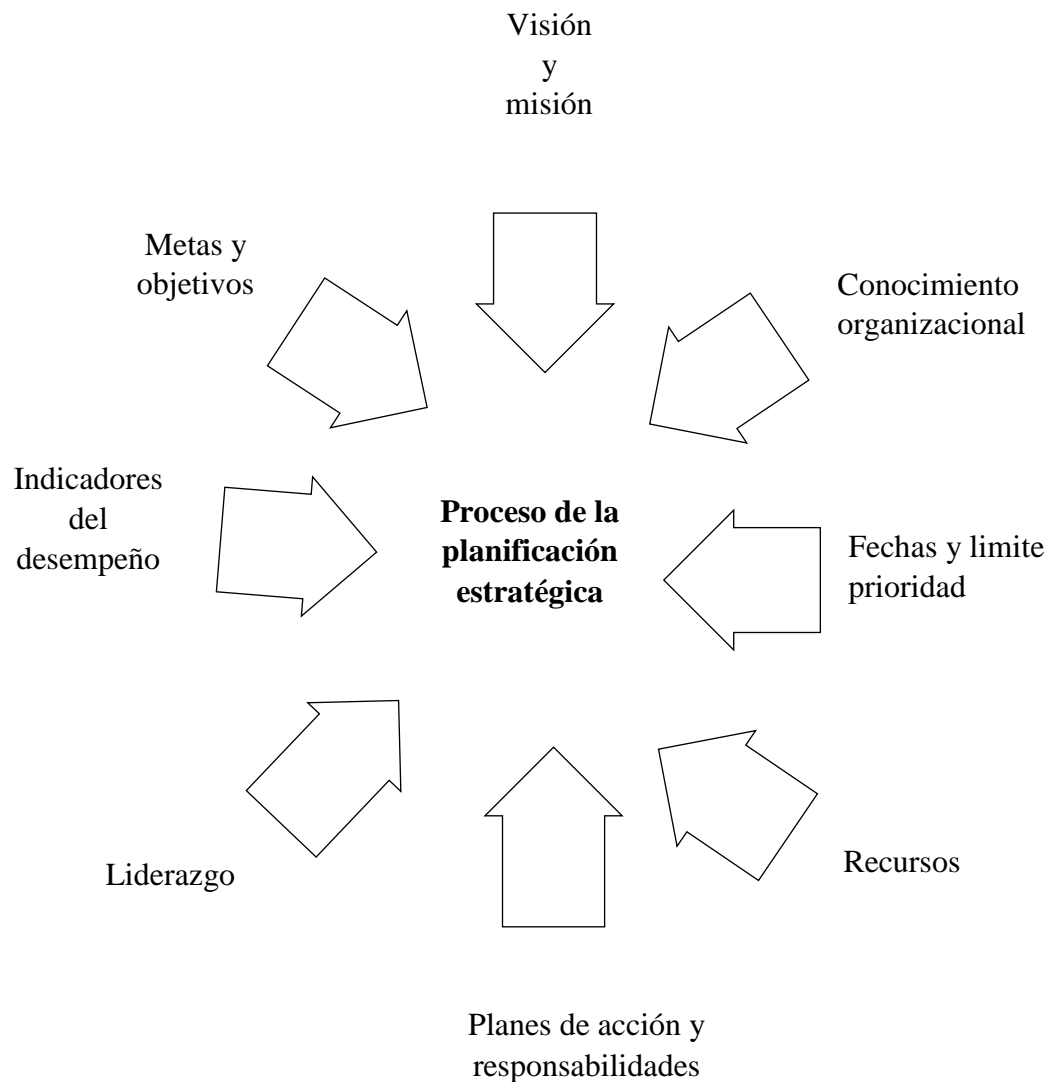 Visión
y
misión
Metas y
objetivos
Conocimiento
organizacional
Indicadores
del
desempeño
Proceso de la
planificación
estratégica
Fechas y limite
prioridad
Liderazgo
Recursos
Planes de acción y
responsabilidades